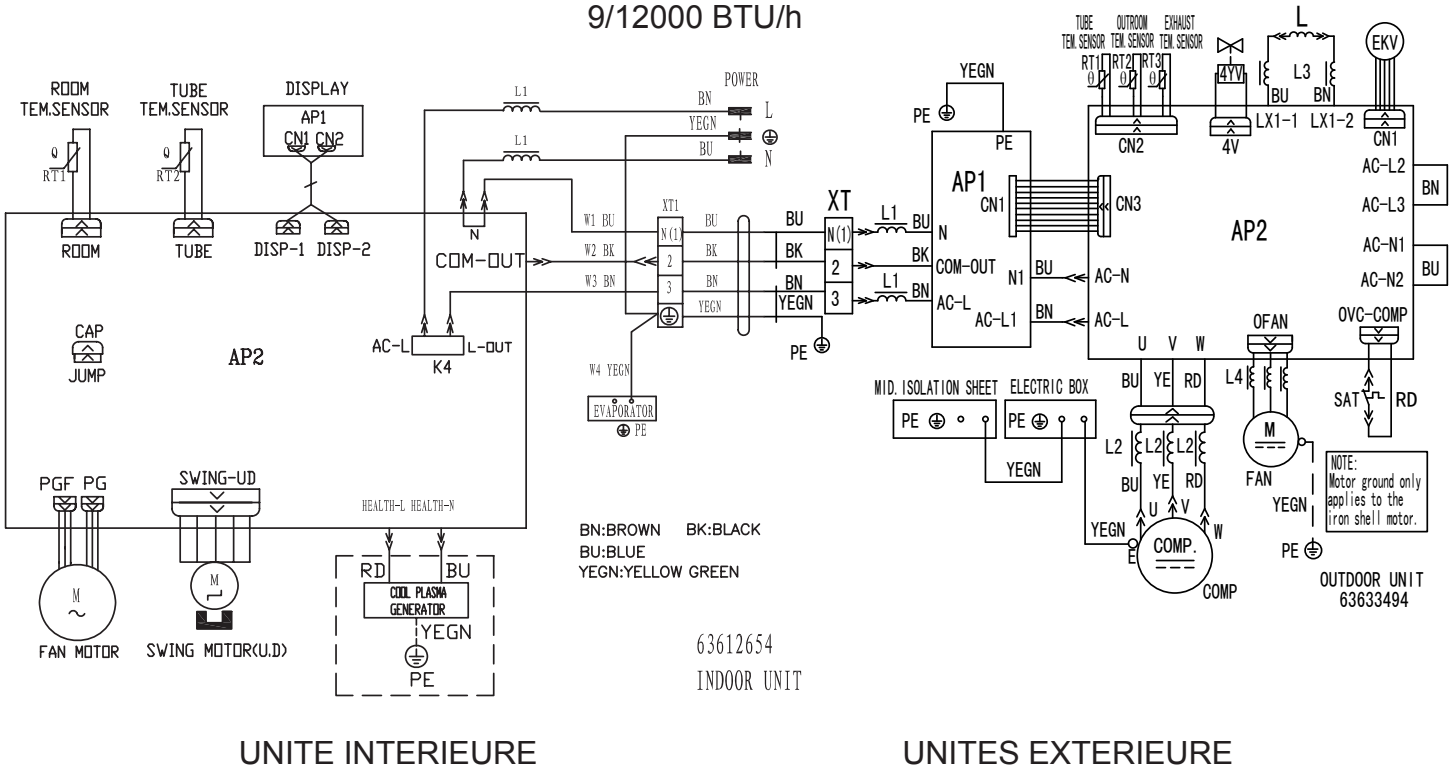 9/12000 BTU/h
ROOM
TEM.SENSOR
TUBE
TEM.SENSOR
DISPLAY
AP1
CN1 CN2
Q
RT1
Q
RT2
ROOM
TUBE
DISP-1 DISP-2
L1
L1
POWER
BN
L
YEGN
BU
N
N
COM-OUT
W1 BU
W2 BK
W3 BN
XT1
N(1)
2
3
BU
BK
BN
YEGN
W4 YEGN
EVAPORATOR
PE
AC-L
L-OUT
K4
CAP
JUMP
AP2
PGF PG
SWING-UD
HEALTH-L HEALTH-N
M
~
FAN MOTOR
M
SWING MOTOR(U.D)
RD
BU
COOL PLASMA
GENERATOR
YEGN
PE
BN:BROWN BK:BLACK
BU:BLUE
YEGN:YELLOW GREEN
63612654
INDOOR UNIT
BU
BK
BN
YEGN
PE
XT
N(1)
2
3
L1
BU
BK
L1
BN
YEGN
PE
PE
AP1
CN1
N
COM-OUT
AC-L
N1
AC-L1
BU
BN
CN3
AC-N
AC-L
TUBE
TEM.SENSOR
OUTROOM
TEM.SENSOR
EXHAUST
TEM.SENSOR
RT1
θ
RT2
θ
RT3
θ
CN2
4YV
4V
L
L3
BU
BN
LX1-1 LX1-2
EKV
CN1
AC-L2
BN
AC-L3
AP2
AC-N1
BU
AC-N2
OFAN
OVC-COMP
U V W
BU YE RD
L4
SAT
RD
MID. ISOLATION SHEET
ELECTRIC BOX
PE
PE
YEGN
L2 L2 L2
BU YE RD
M
FAN
YEGN
PE
NOTE:
Motor ground only
applies to the
iron shell motor.
U V
W
YEGN
E
COMP.
COMP
OUTDOOR UNIT
63633494
UNITE INTERIEURE
UNITES EXTERIEURE